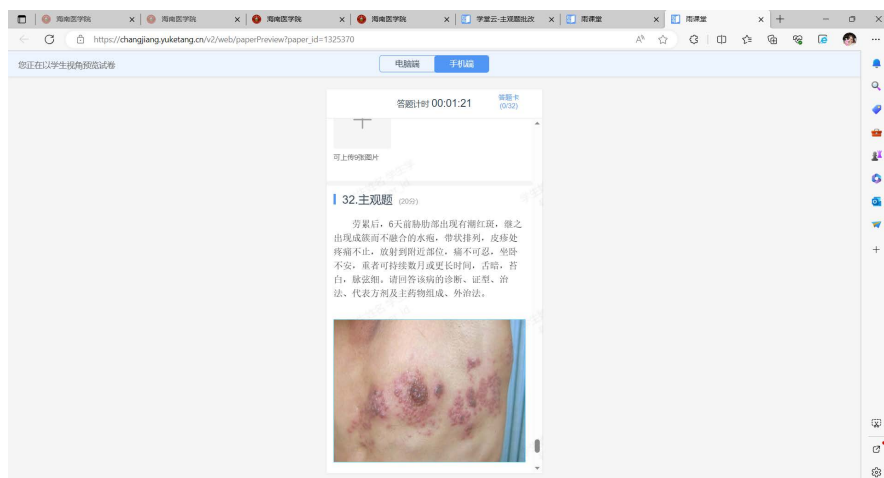 海南医学院
海南医学院
海南医学院
海南医学院
学堂云-主观题批改
雨课堂
雨课堂
https://changjiang.yuketang.cn/v2/web/paperPreview?paper_id=1325370
您正在以学生视角预览试卷
电脑端
手机端
答题计时 00:01:21
答题卡
(0/32)
可上传9张图片
32.主观题 (20分)
劳累后,6天前胁肋部出现有潮红斑,继之
出现成簇而不融合的水疱,带状排列,皮疹处
疼痛不止,放射到附近部位,痛不可忍,坐卧
不安,重者可持续数月或更长时间,舌暗,苔
白,脉弦细。请回答该病的诊断、证型、治
法、代表方剂及主药物组成、外治法。